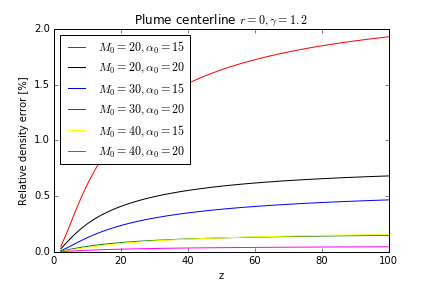 Plume centerline r = 0, γ = 1.2
2.0
1.5
1.0
0.5
0.0
Relative density error [%]
M₀ = 20, α₀ = 15
M₀ = 20, α₀ = 20
M₀ = 30, α₀ = 15
M₀ = 30, α₀ = 20
M₀ = 40, α₀ = 15
M₀ = 40, α₀ = 20
0 20 40 60 80 100
z